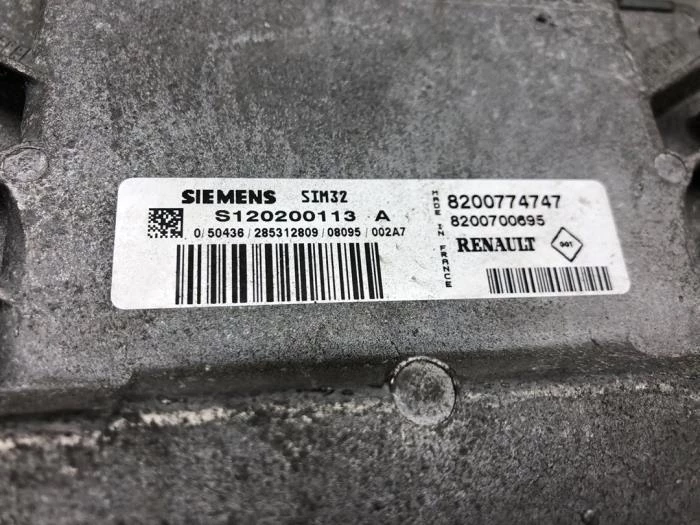 SIEMENS SIM32
S120200113 A
0/50436/285312809/08095/002A7
MADE IN FRANCE
8200774747
8200700695
RENAULT